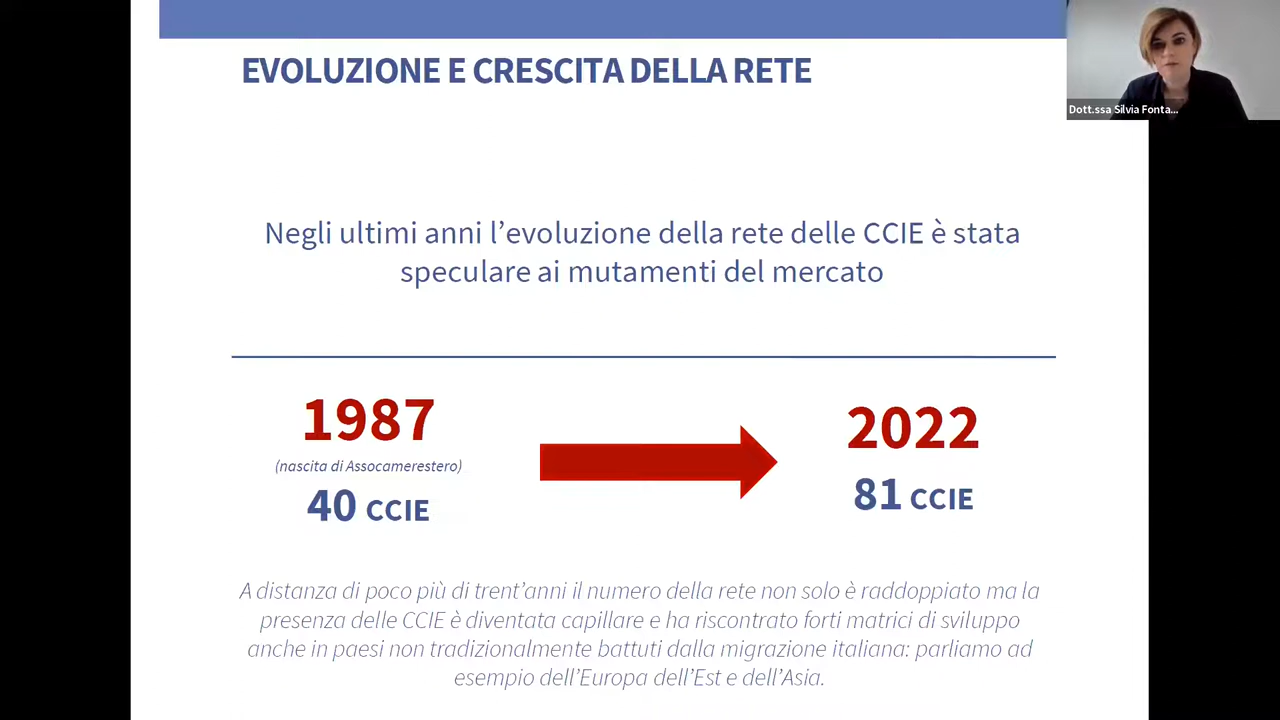 EVOLUZIONE E CRESCITA DELLA RETE
Dott.ssa Silvia Fonta...
Negli ultimi anni l’evoluzione della rete delle CCIE è stata
speculare ai mutamenti del mercato
1987
(nascita di Assocamerestero)
40 CCIE
2022
81 CCIE
A distanza di poco più di trent’anni il numero della rete non solo è raddoppiato ma la
presenza delle CCIE è diventata capillare e ha riscontrato forti matrici di sviluppo
anche in paesi non tradizionalmente battuti dalla migrazione italiana: parliamo ad
esempio dell’Europa dell’Est e dell’Asia.